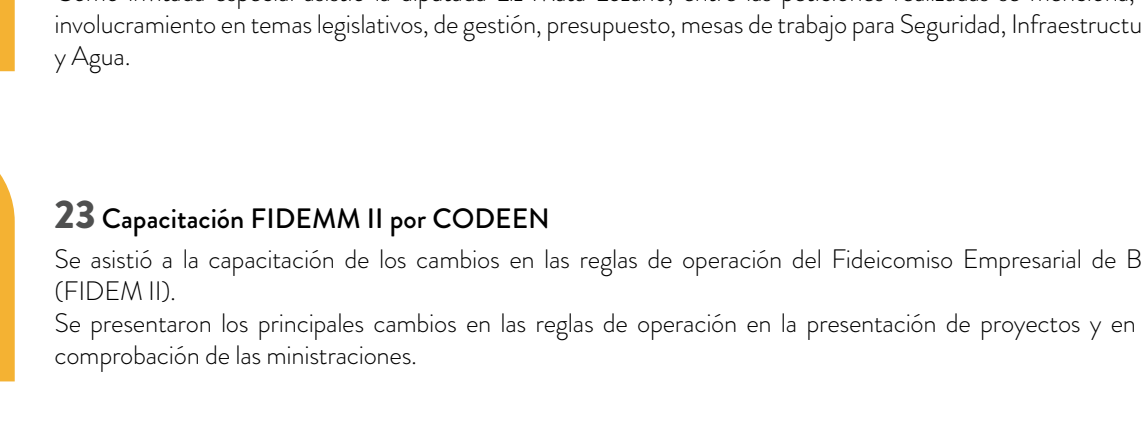 involucramiento en temas legislativos, de gestión, presupuesto, mesas de trabajo para Seguridad, Infraestructu
y Agua.
23 Capacitación FIDEMM II por CODEEN
Se asistió a la capacitación de los cambios en las reglas de operación del Fideicomiso Empresarial de B
(FIDEM II).
Se presentaron los principales cambios en las reglas de operación en la presentación de proyectos y en
comprobación de las ministraciones.